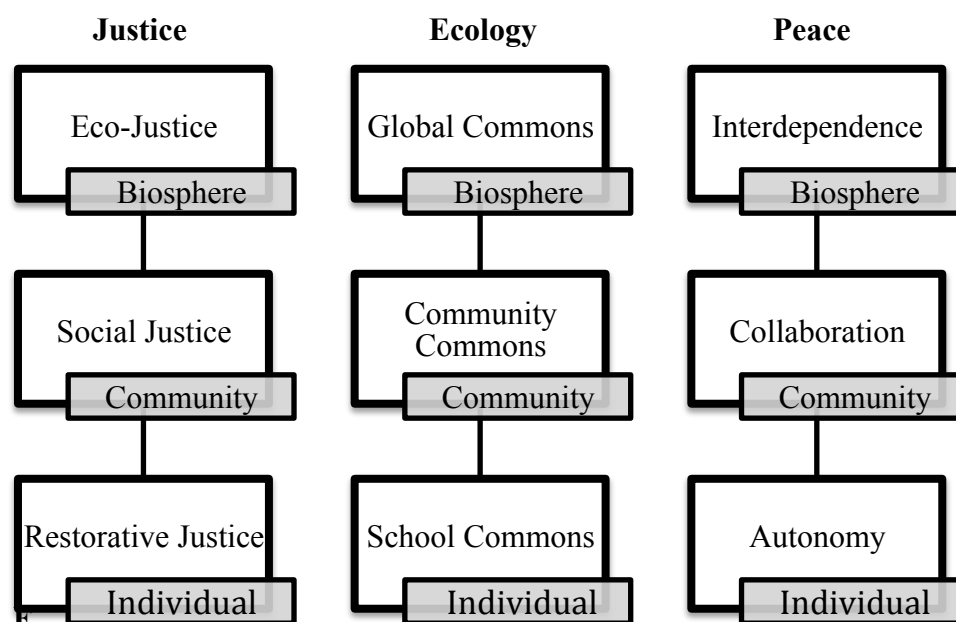 Justice
Ecology
Peace
Eco-Justice
Global Commons
Interdependence
Biosphere
Biosphere
Biosphere
Social Justice
Community
Commons
Collaboration
Community
Community
Community
Restorative Justice
School Commons
Autonomy
Individual
Individual
Individual